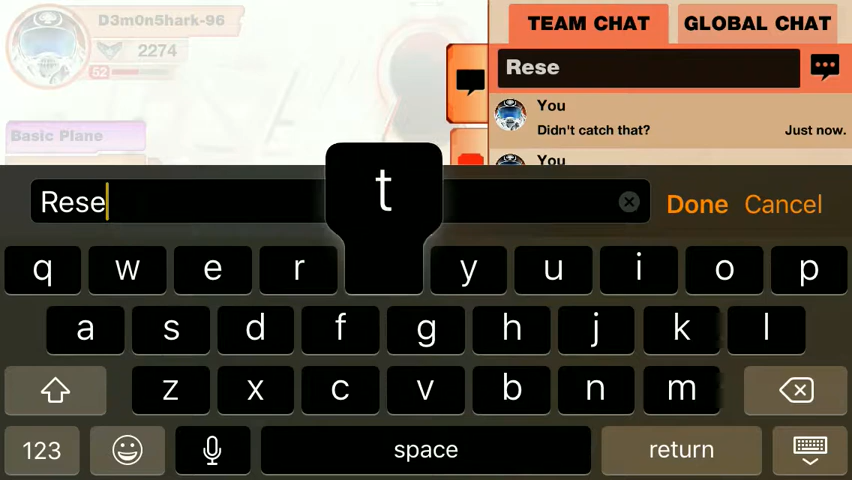 D3m0n5hark-96
2274
52
Basic Plane
TEAM CHAT
GLOBAL CHAT
Rese
You
Didn't catch that?
Just now.
You
Rese
Done
Cancel
t
q w e r y u i o p
a s d f g h j k l
z x c v b n m
123
space
return